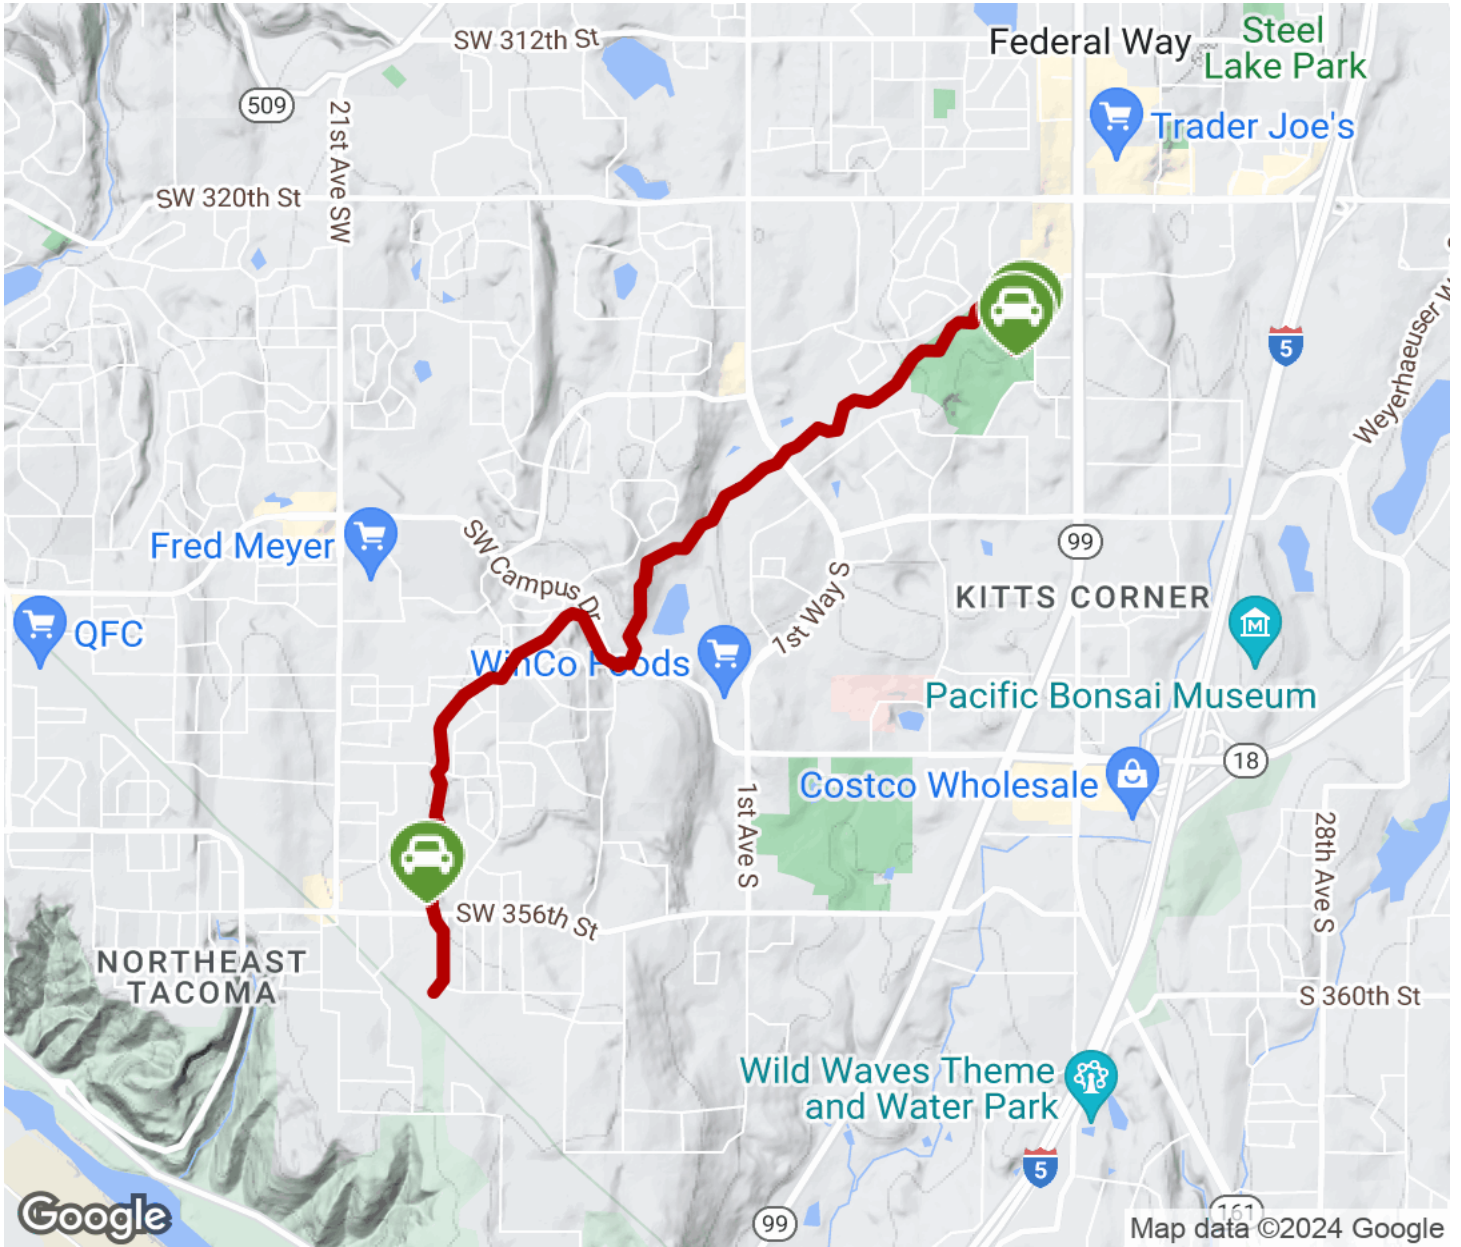 SW 312th St
Federal Way
Steel
Lake Park
509
21st Ave SW
Trader Joe's
SW 320th St
5
Weyerhaeuser W
Fred Meyer
SW Campus Dr
99
KITTS CORNER
QFC
1st Way S
WinCo Foods
Pacific Bonsai Museum
18
Costco Wholesale
1st Ave S
28th Ave S
SW 356th St
NORTHEAST
TACOMA
S 360th St
Wild Waves Theme
and Water Park
5
161
99
Google
Map data ©2024 Google